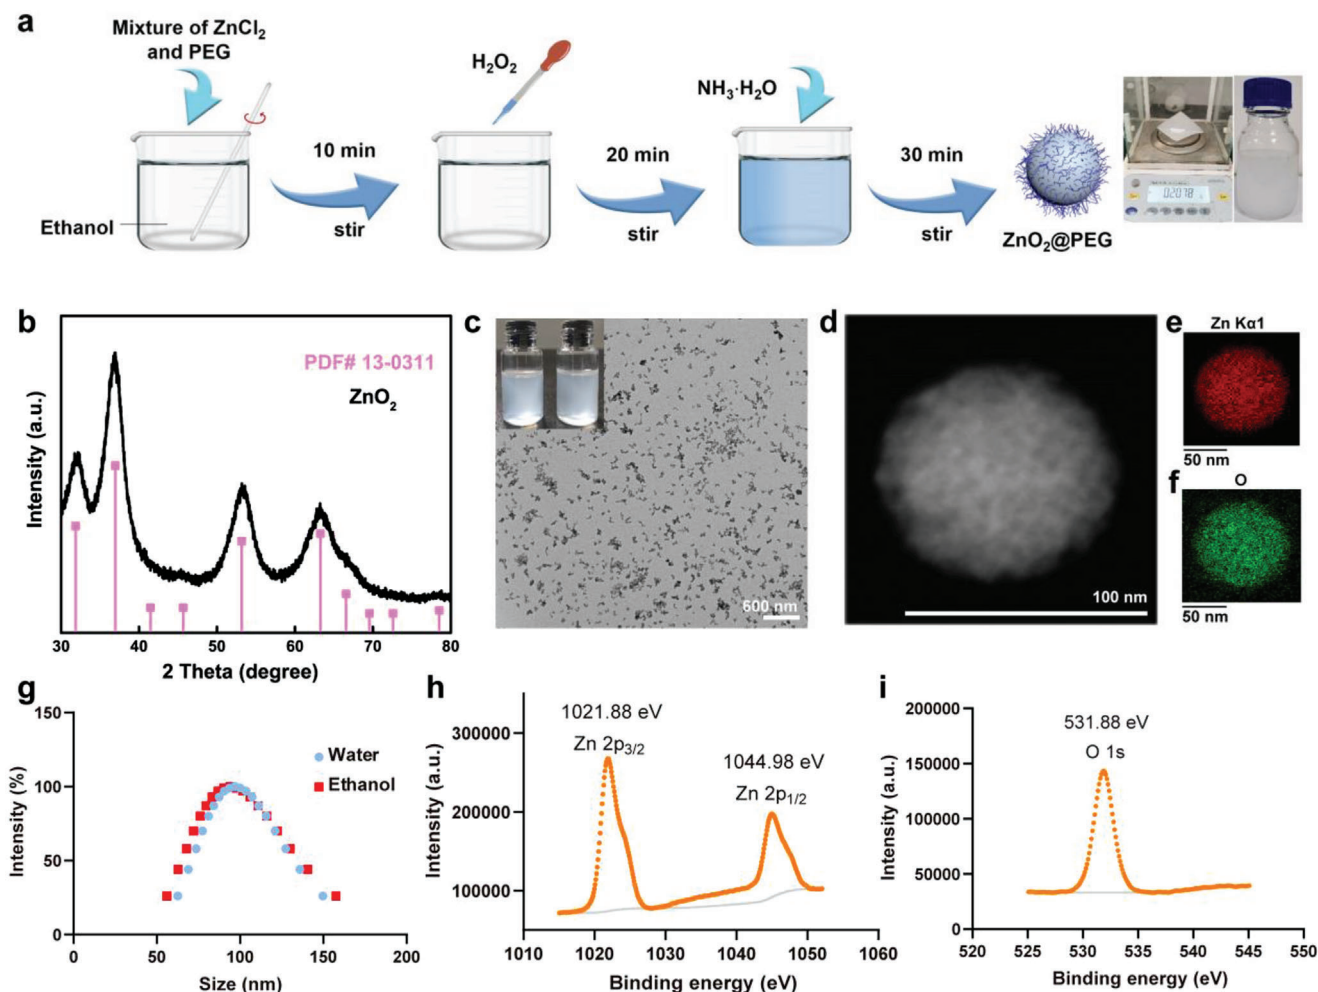 a
Mixture of ZnCl₂
and PEG
Ethanol
10 min
stir
H₂O₂
20 min
stir
NH₃·H₂O
30 min
stir
ZnO₂@PEG
0.2078
b
PDF# 13-0311
ZnO₂
Intensity (a.u.)
30 40 50 60 70 80
2 Theta (degree)
c
600 nm
d
100 nm
e
Zn Kα1
50 nm
f
O
50 nm
g
150
100
50
0
Intensity (%)
Water
Ethanol
0 50 100 150 200
Size (nm)
h
300000
200000
100000
Intensity (a.u.)
1021.88 eV
Zn 2p3/2
1044.98 eV
Zn 2p1/2
1010 1020 1030 1040 1050 1060
Binding energy (eV)
i
200000
150000
100000
50000
0
Intensity (a.u.)
531.88 eV
O 1s
520 525 530 535 540 545 550
Binding energy (eV)